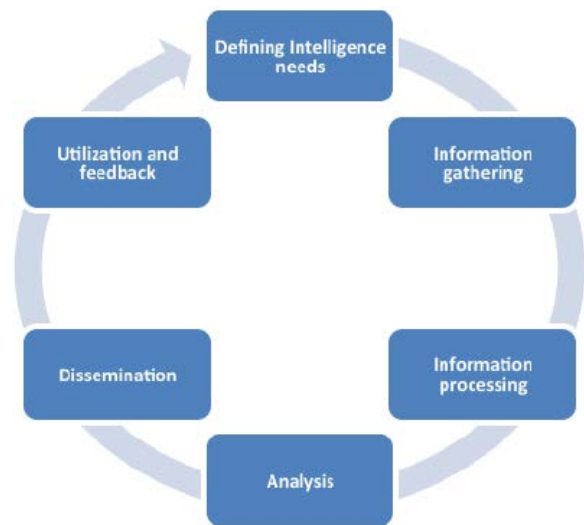 Defining Intelligence
needs
Information
gathering
Information
processing
Analysis
Dissemination
Utilization and
feedback